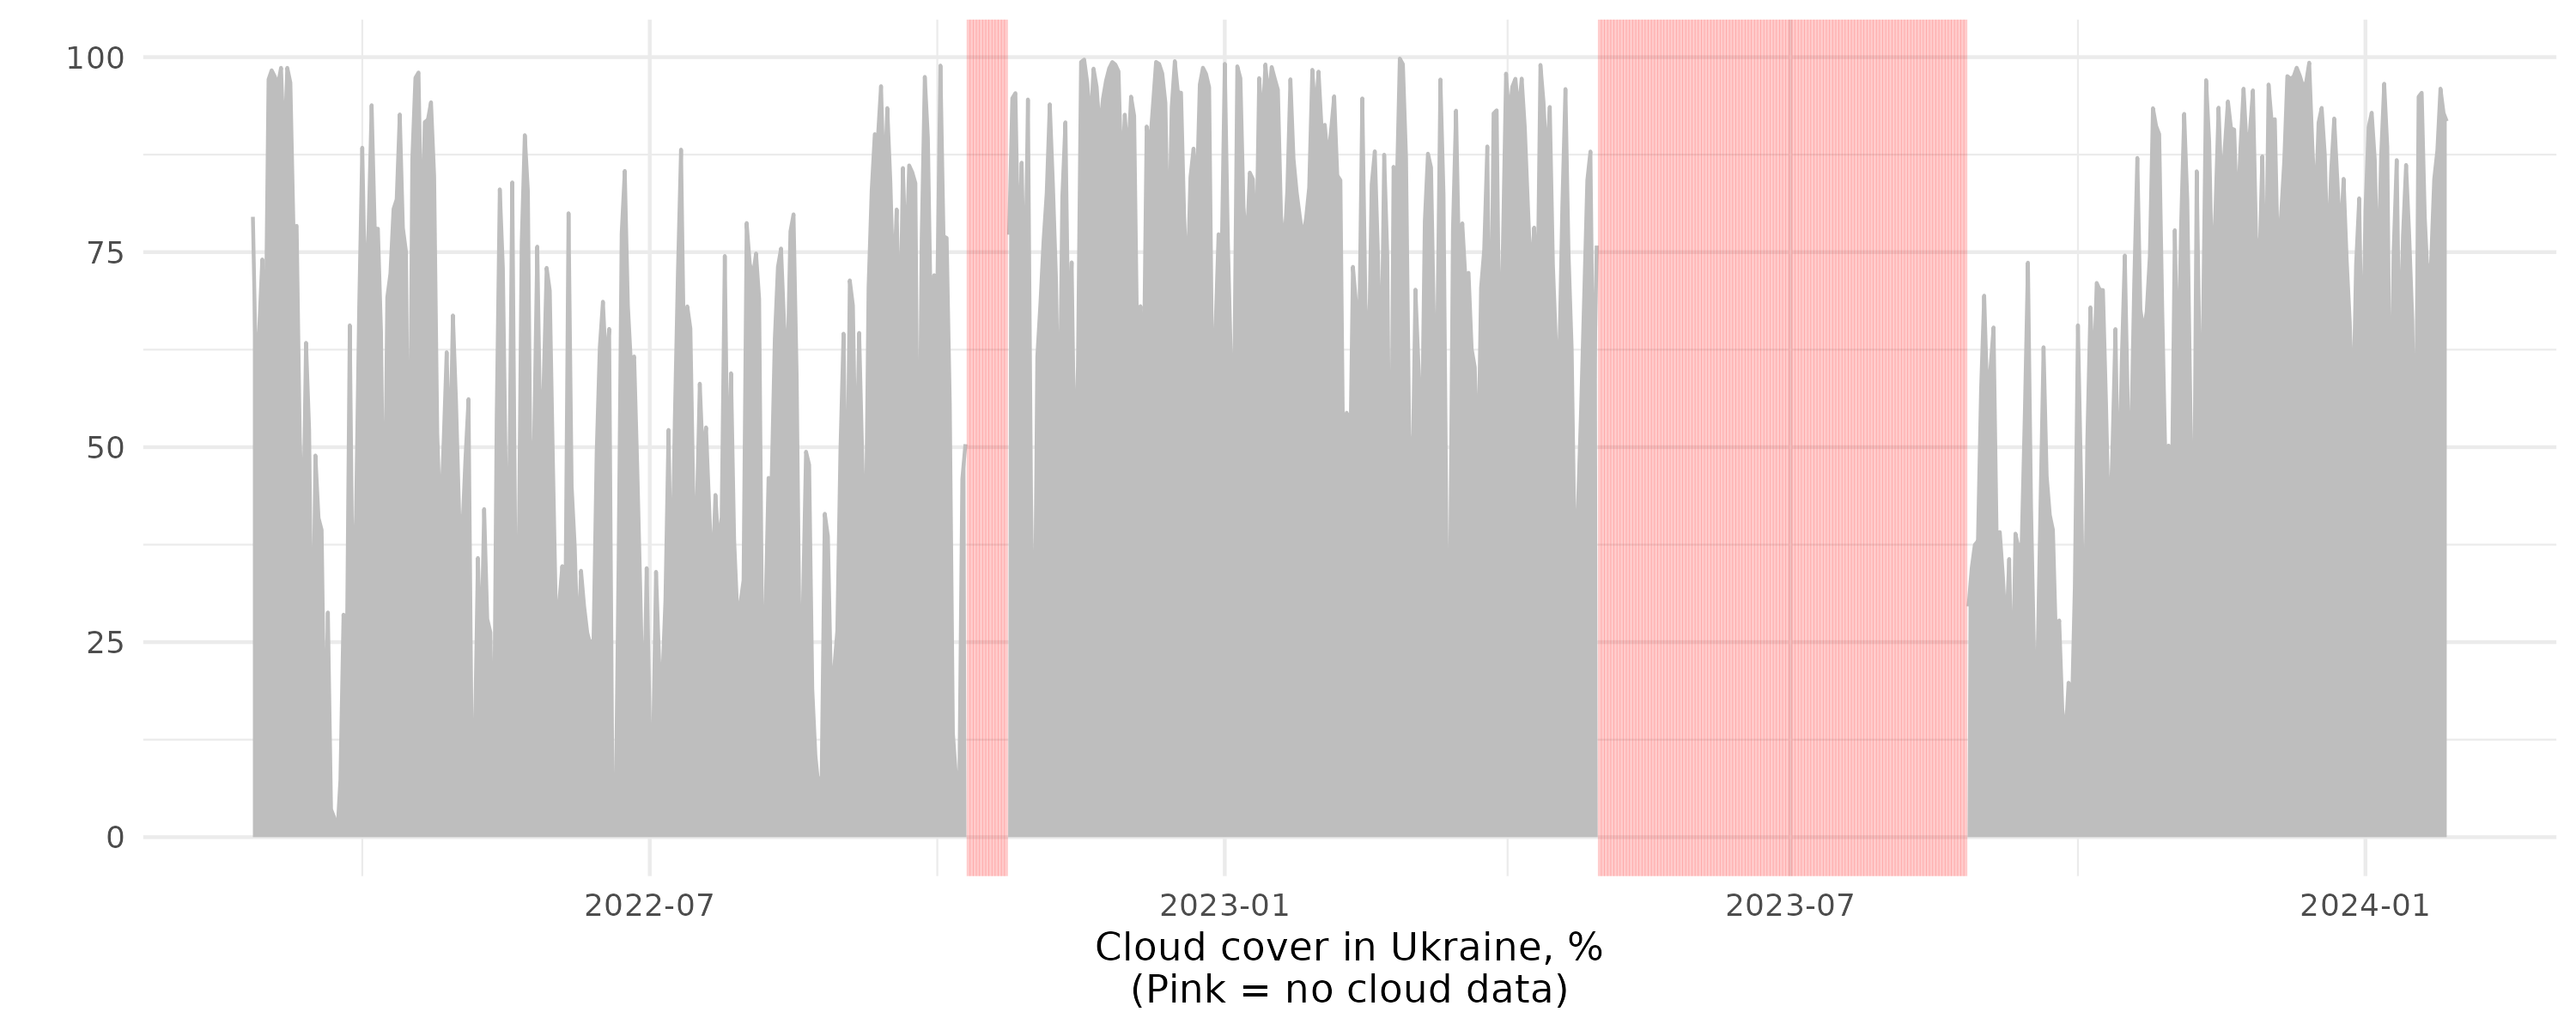 100
75
50
25
0
2022-07 2023-01 2023-07 2024-01
Cloud cover in Ukraine, %
(Pink = no cloud data)